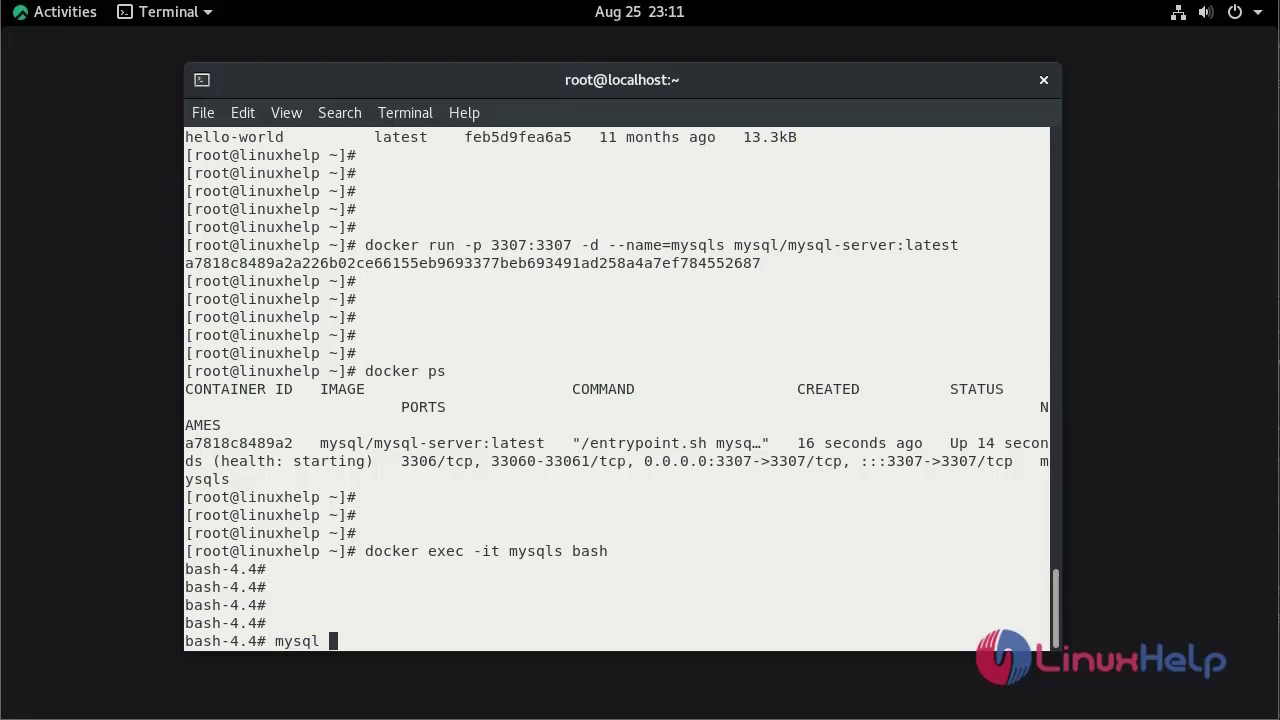 Activities Terminal Aug 25 23:11
root@localhost:~
File Edit View Search Terminal Help
hello-world latest feb5d9fea6a5 11 months ago 13.3kB
[root@linuxhelp ~]#
[root@linuxhelp ~]#
[root@linuxhelp ~]#
[root@linuxhelp ~]#
[root@linuxhelp ~]#
[root@linuxhelp ~]# docker run -p 3307:3307 -d --name=mysqls mysql/mysql-server:latest
a7818c8489a2a226b02ce66155eb9693377beb693491ad258a4a7ef784552687
[root@linuxhelp ~]#
[root@linuxhelp ~]#
[root@linuxhelp ~]#
[root@linuxhelp ~]#
[root@linuxhelp ~]#
[root@linuxhelp ~]# docker ps
CONTAINER ID IMAGE COMMAND CREATED STATUS
PORTS N
AMES
a7818c8489a2 mysql/mysql-server:latest "/entrypoint.sh mysq…" 16 seconds ago Up 14 secon
ds (health: starting) 3306/tcp, 33060-33061/tcp, 0.0.0.0:3307->3307/tcp, :::3307->3307/tcp m
ysqls
[root@linuxhelp ~]#
[root@linuxhelp ~]#
[root@linuxhelp ~]#
[root@linuxhelp ~]# docker exec -it mysqls bash
bash-4.4#
bash-4.4#
bash-4.4#
bash-4.4#
bash-4.4# mysql
LinuxHelp